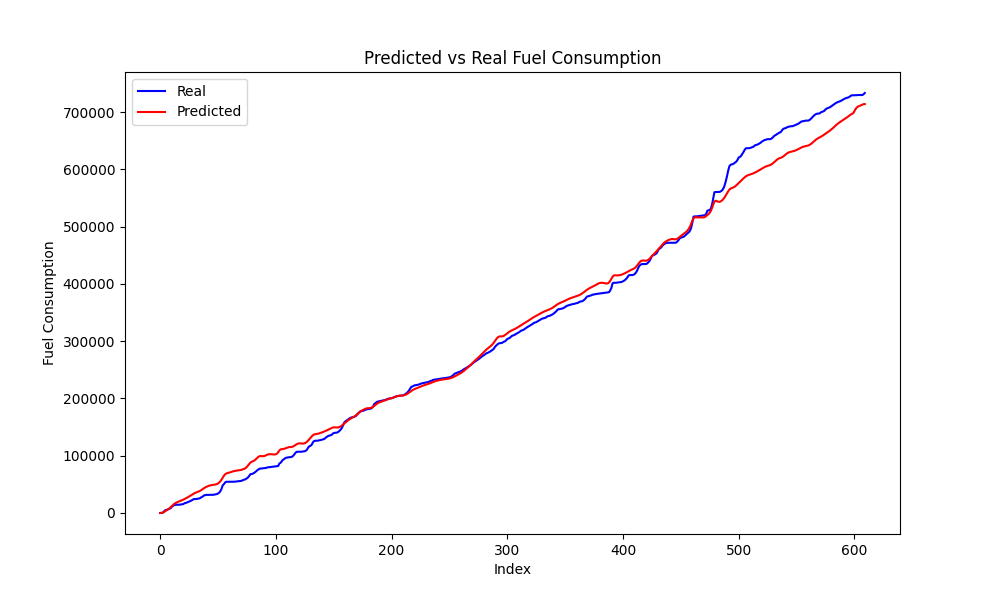 Predicted vs Real Fuel Consumption
Real
Predicted
Fuel Consumption
700000
600000
500000
400000
300000
200000
100000
0
0 100 200 300 400 500 600
Index